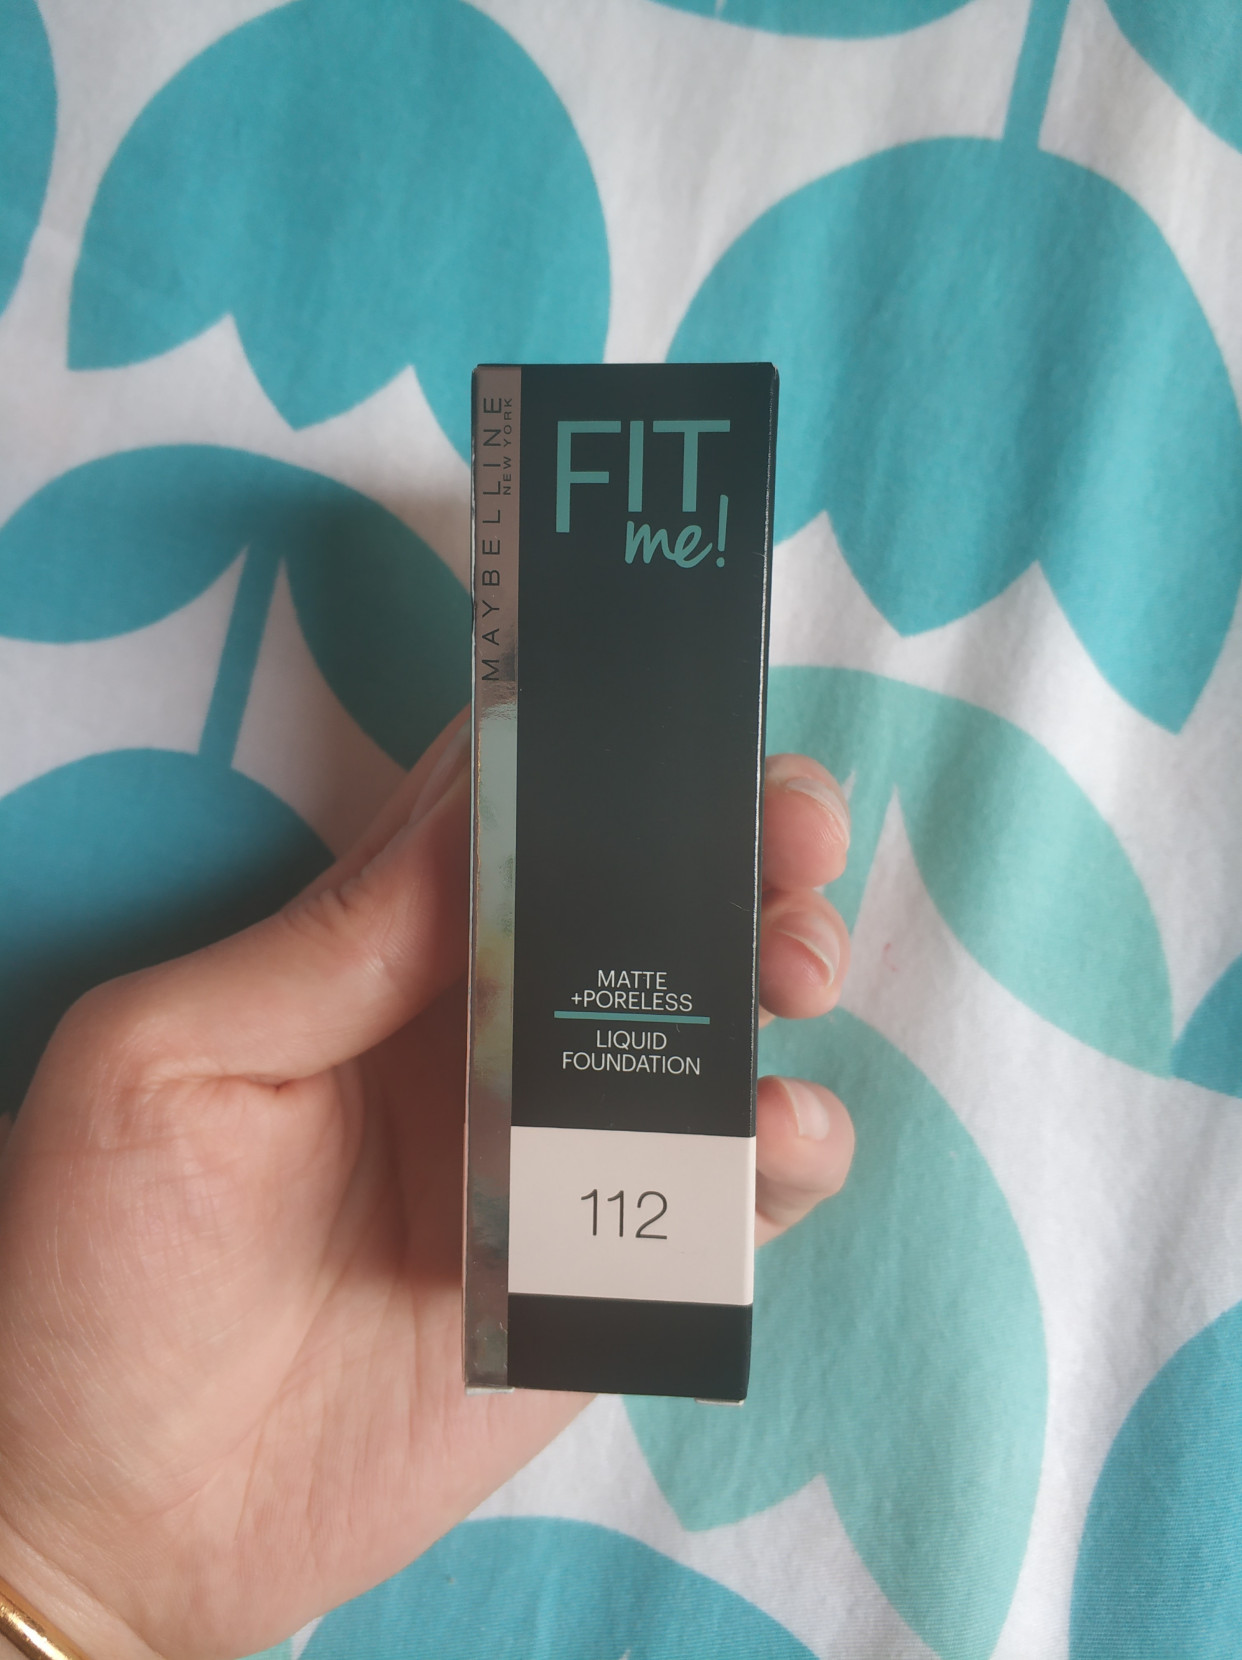 MAYBELLINE
NEW YORK
FIT
me!
MATTE
+PORELESS
LIQUID
FOUNDATION
112